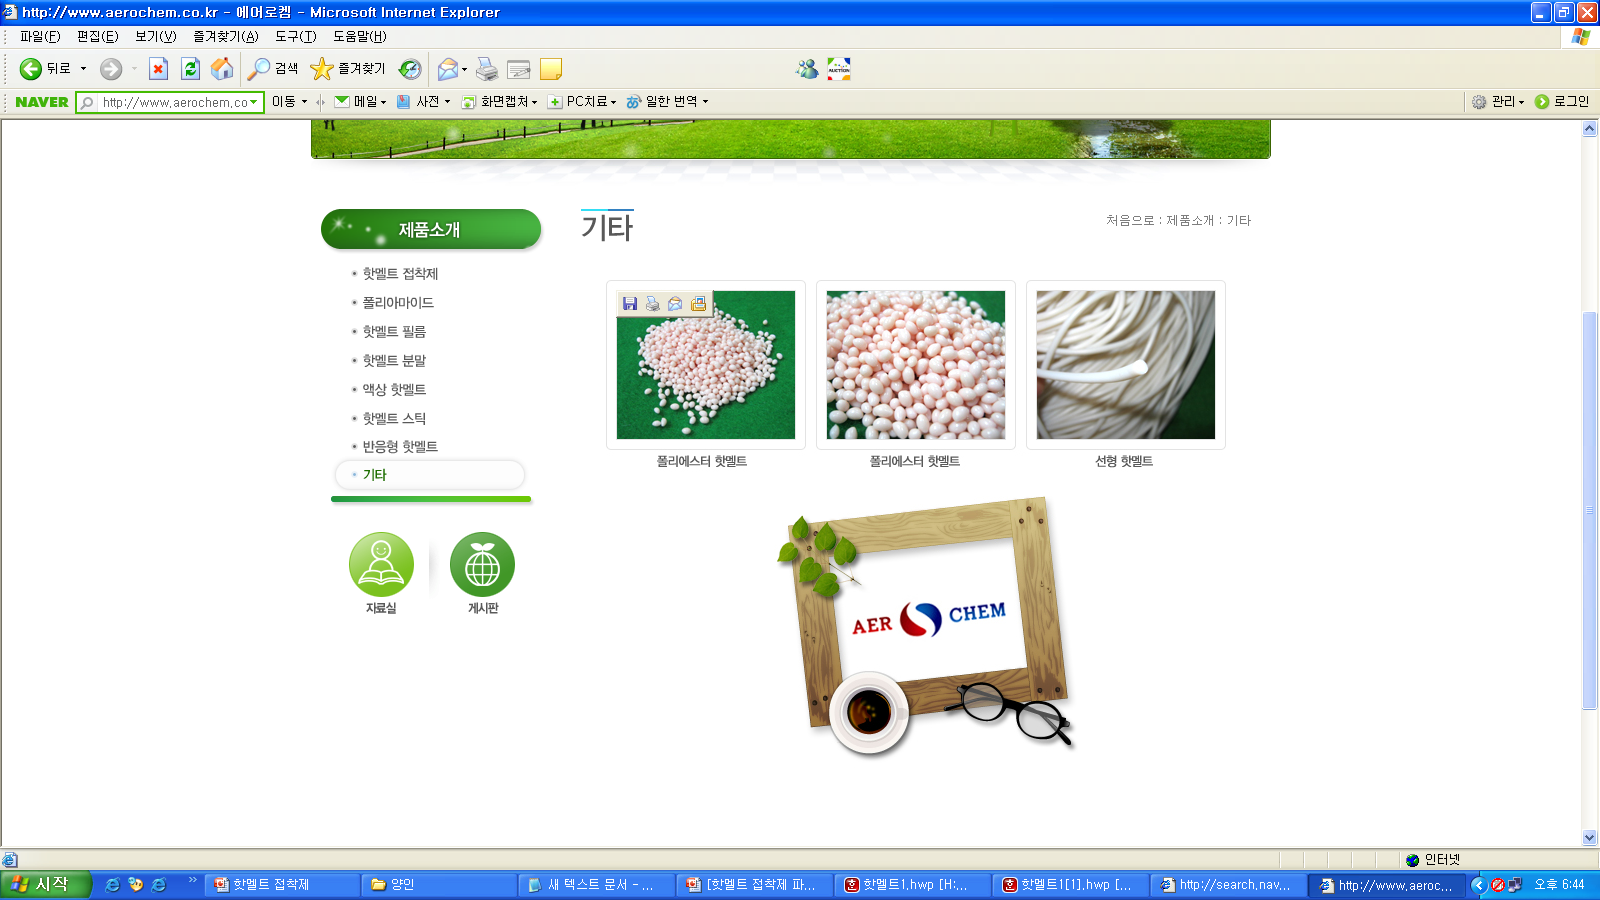 http://www.aerochem.co.kr - 에어로켐 - Microsoft Internet Explorer
파일(F) 편집(E) 보기(V) 즐겨찾기(A) 도구(T) 도움말(H)
뒤로 검색 즐겨찾기 AUCTION
NAVER http://www.aerochem.co 이동 메일 사전 화면캡처 PC치료 일한 번역 관리 로그인
제품소개
핫멜트 접착제
폴리아마이드
핫멜트 필름
핫멜트 분말
액상 핫멜트
핫멜트 스틱
반응형 핫멜트
기타
자료실 게시판
기타
처음으로 : 제품소개 : 기타
폴리에스터 핫멜트 폴리에스터 핫멜트 선형 핫멜트
AER CHEM
인터넷
시작 핫멜트 접착제 양인 새 텍스트 문서 - ... [핫멜트 접착제 파... 핫멜트1.hwp [H:... 핫멜트1[1].hwp [... http://search.nav... http://www.aeroc... 오후 6:44